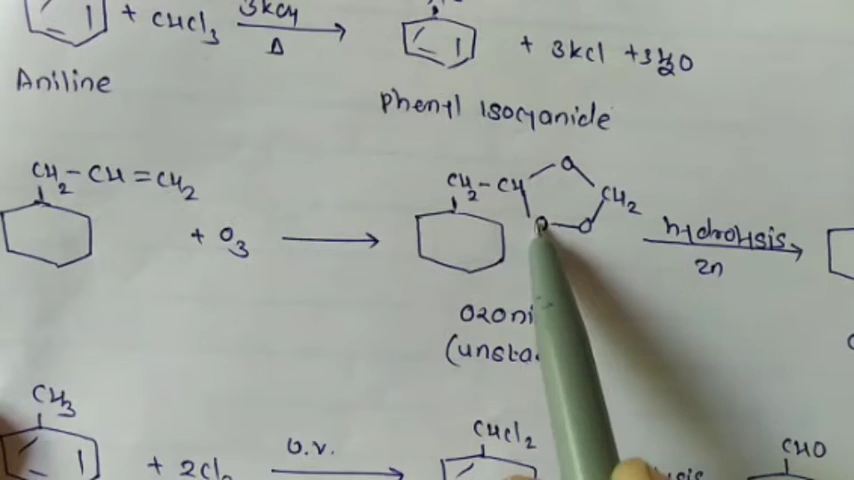 + CHCl3 3KOH
Δ
+ 3KCl + 3H2O
Aniline
Phenyl Isocyanide
CH2-CH=CH2 + O3
CH2-CH O CH2 O-O
hydrolysis
Zn
CH3
+ 2Cl2
U.V.
CHCl2
CHO